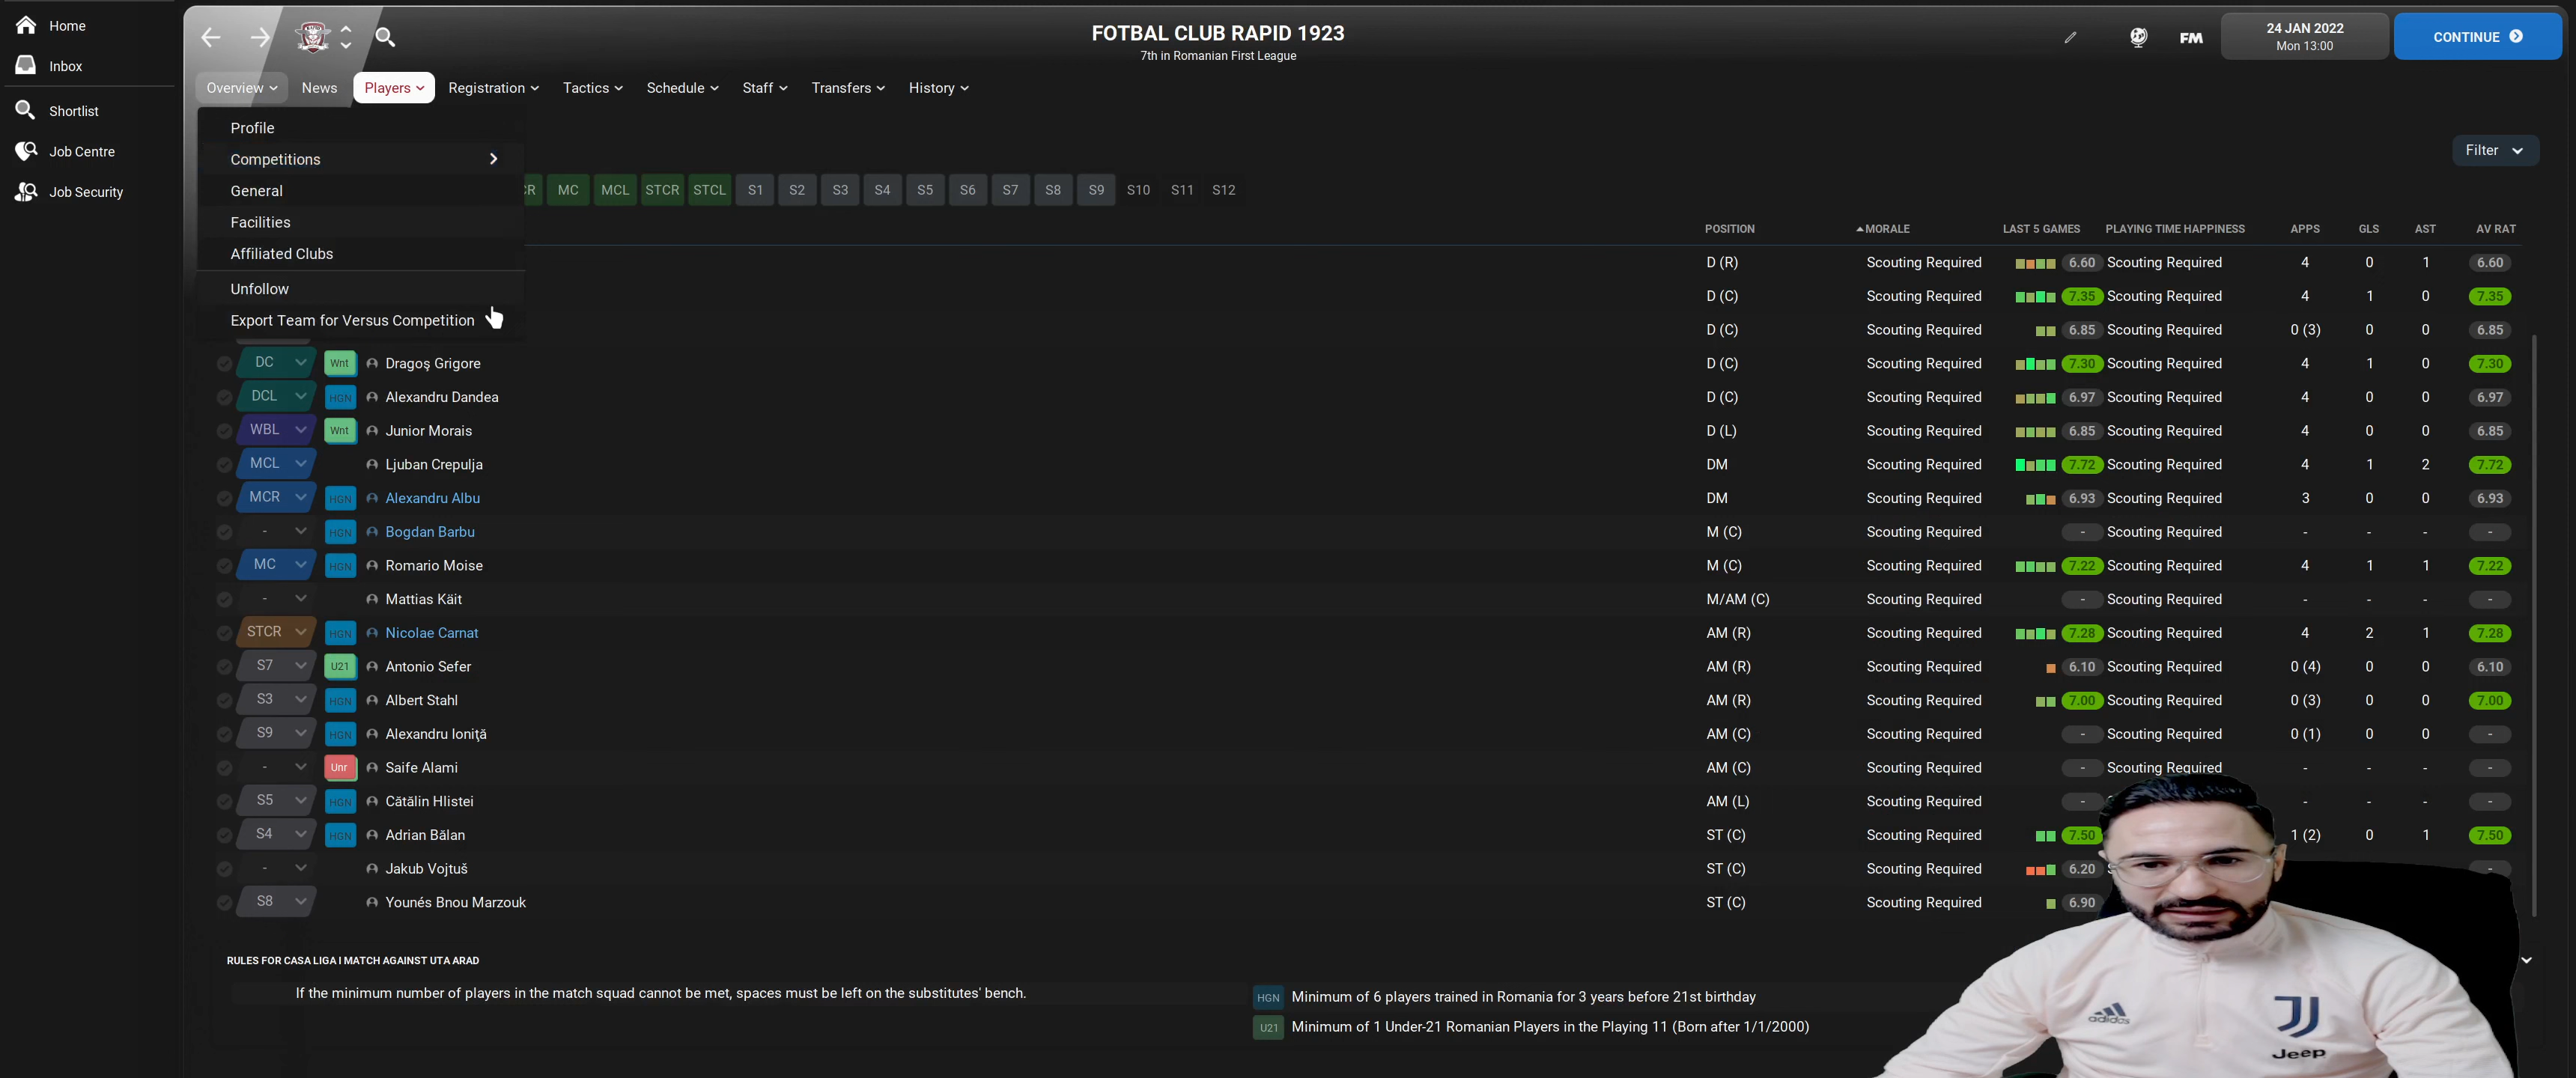 Home
Inbox
Shortlist
Job Centre
Job Security
FOTBAL CLUB RAPID 1923
7th in Romanian First League
FM
24 JAN 2022
Mon 13:00
CONTINUE
Overview News Players Registration Tactics Schedule Staff Transfers History
Profile
Competitions
General
Facilities
Affiliated Clubs
Unfollow
Export Team for Versus Competition
Filter
CR MC MCL STCR STCL S1 S2 S3 S4 S5 S6 S7 S8 S9 S10 S11 S12
POSITION MORALE LAST 5 GAMES PLAYING TIME HAPPINESS APPS GLS AST AV RAT
D (R) Scouting Required 6.60 Scouting Required 4 0 1 6.60
D (C) Scouting Required 7.35 Scouting Required 4 1 0 7.35
D (C) Scouting Required 6.85 Scouting Required 0 (3) 0 0 6.85
DC Wnt Dragoş Grigore D (C) Scouting Required 7.30 Scouting Required 4 1 0 7.30
DCL HGN Alexandru Dandea D (C) Scouting Required 6.97 Scouting Required 4 0 0 6.97
WBL Wnt Junior Morais D (L) Scouting Required 6.85 Scouting Required 4 0 0 6.85
MCL Ljuban Crepulja DM Scouting Required 7.72 Scouting Required 4 1 2 7.72
MCR HGN Alexandru Albu DM Scouting Required 6.93 Scouting Required 3 0 0 6.93
- HGN Bogdan Barbu M (C) Scouting Required - Scouting Required - - - -
MC HGN Romario Moise M (C) Scouting Required 7.22 Scouting Required 4 1 1 7.22
- Mattias Käit M/AM (C) Scouting Required - Scouting Required - - - -
STCR HGN Nicolae Carnat AM (R) Scouting Required 7.28 Scouting Required 4 2 1 7.28
S7 U21 Antonio Sefer AM (R) Scouting Required 6.10 Scouting Required 0 (4) 0 0 6.10
S3 HGN Albert Stahl AM (R) Scouting Required 7.00 Scouting Required 0 (3) 0 0 7.00
S9 HGN Alexandru Ioniţă AM (C) Scouting Required - Scouting Required 0 (1) 0 0 -
- Unr Saife Alami AM (C) Scouting Required - Scouting Required - - - -
S5 HGN Cătălin Hlistei AM (L) Scouting Required - - - - -
S4 HGN Adrian Bălan ST (C) Scouting Required 7.50 1 (2) 0 1 7.50
- Jakub Vojtuš ST (C) Scouting Required 6.20 -
S8 Younés Bnou Marzouk ST (C) Scouting Required 6.90
RULES FOR CASA LIGA I MATCH AGAINST UTA ARAD
If the minimum number of players in the match squad cannot be met, spaces must be left on the substitutes' bench.
HGN Minimum of 6 players trained in Romania for 3 years before 21st birthday
U21 Minimum of 1 Under-21 Romanian Players in the Playing 11 (Born after 1/1/2000)
adidas
Jeep